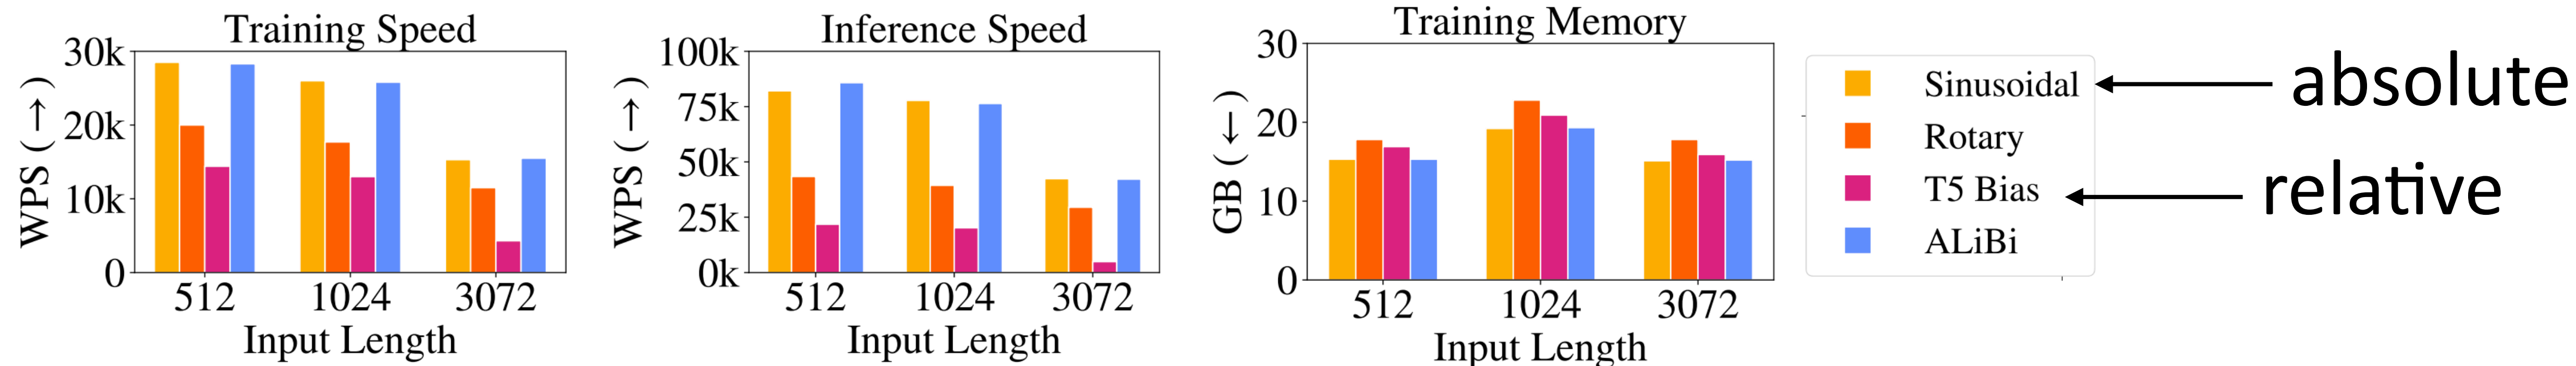 Training Speed
30k
20k
10k
0
WPS (→)
512 1024 3072
Input Length
Inference Speed
100k
75k
50k
25k
0k
WPS (→)
512 1024 3072
Input Length
Training Memory
30
20
10
0
GB (←)
512 1024 3072
Input Length
Sinusoidal
Rotary
T5 Bias
ALiBi
absolute
relative